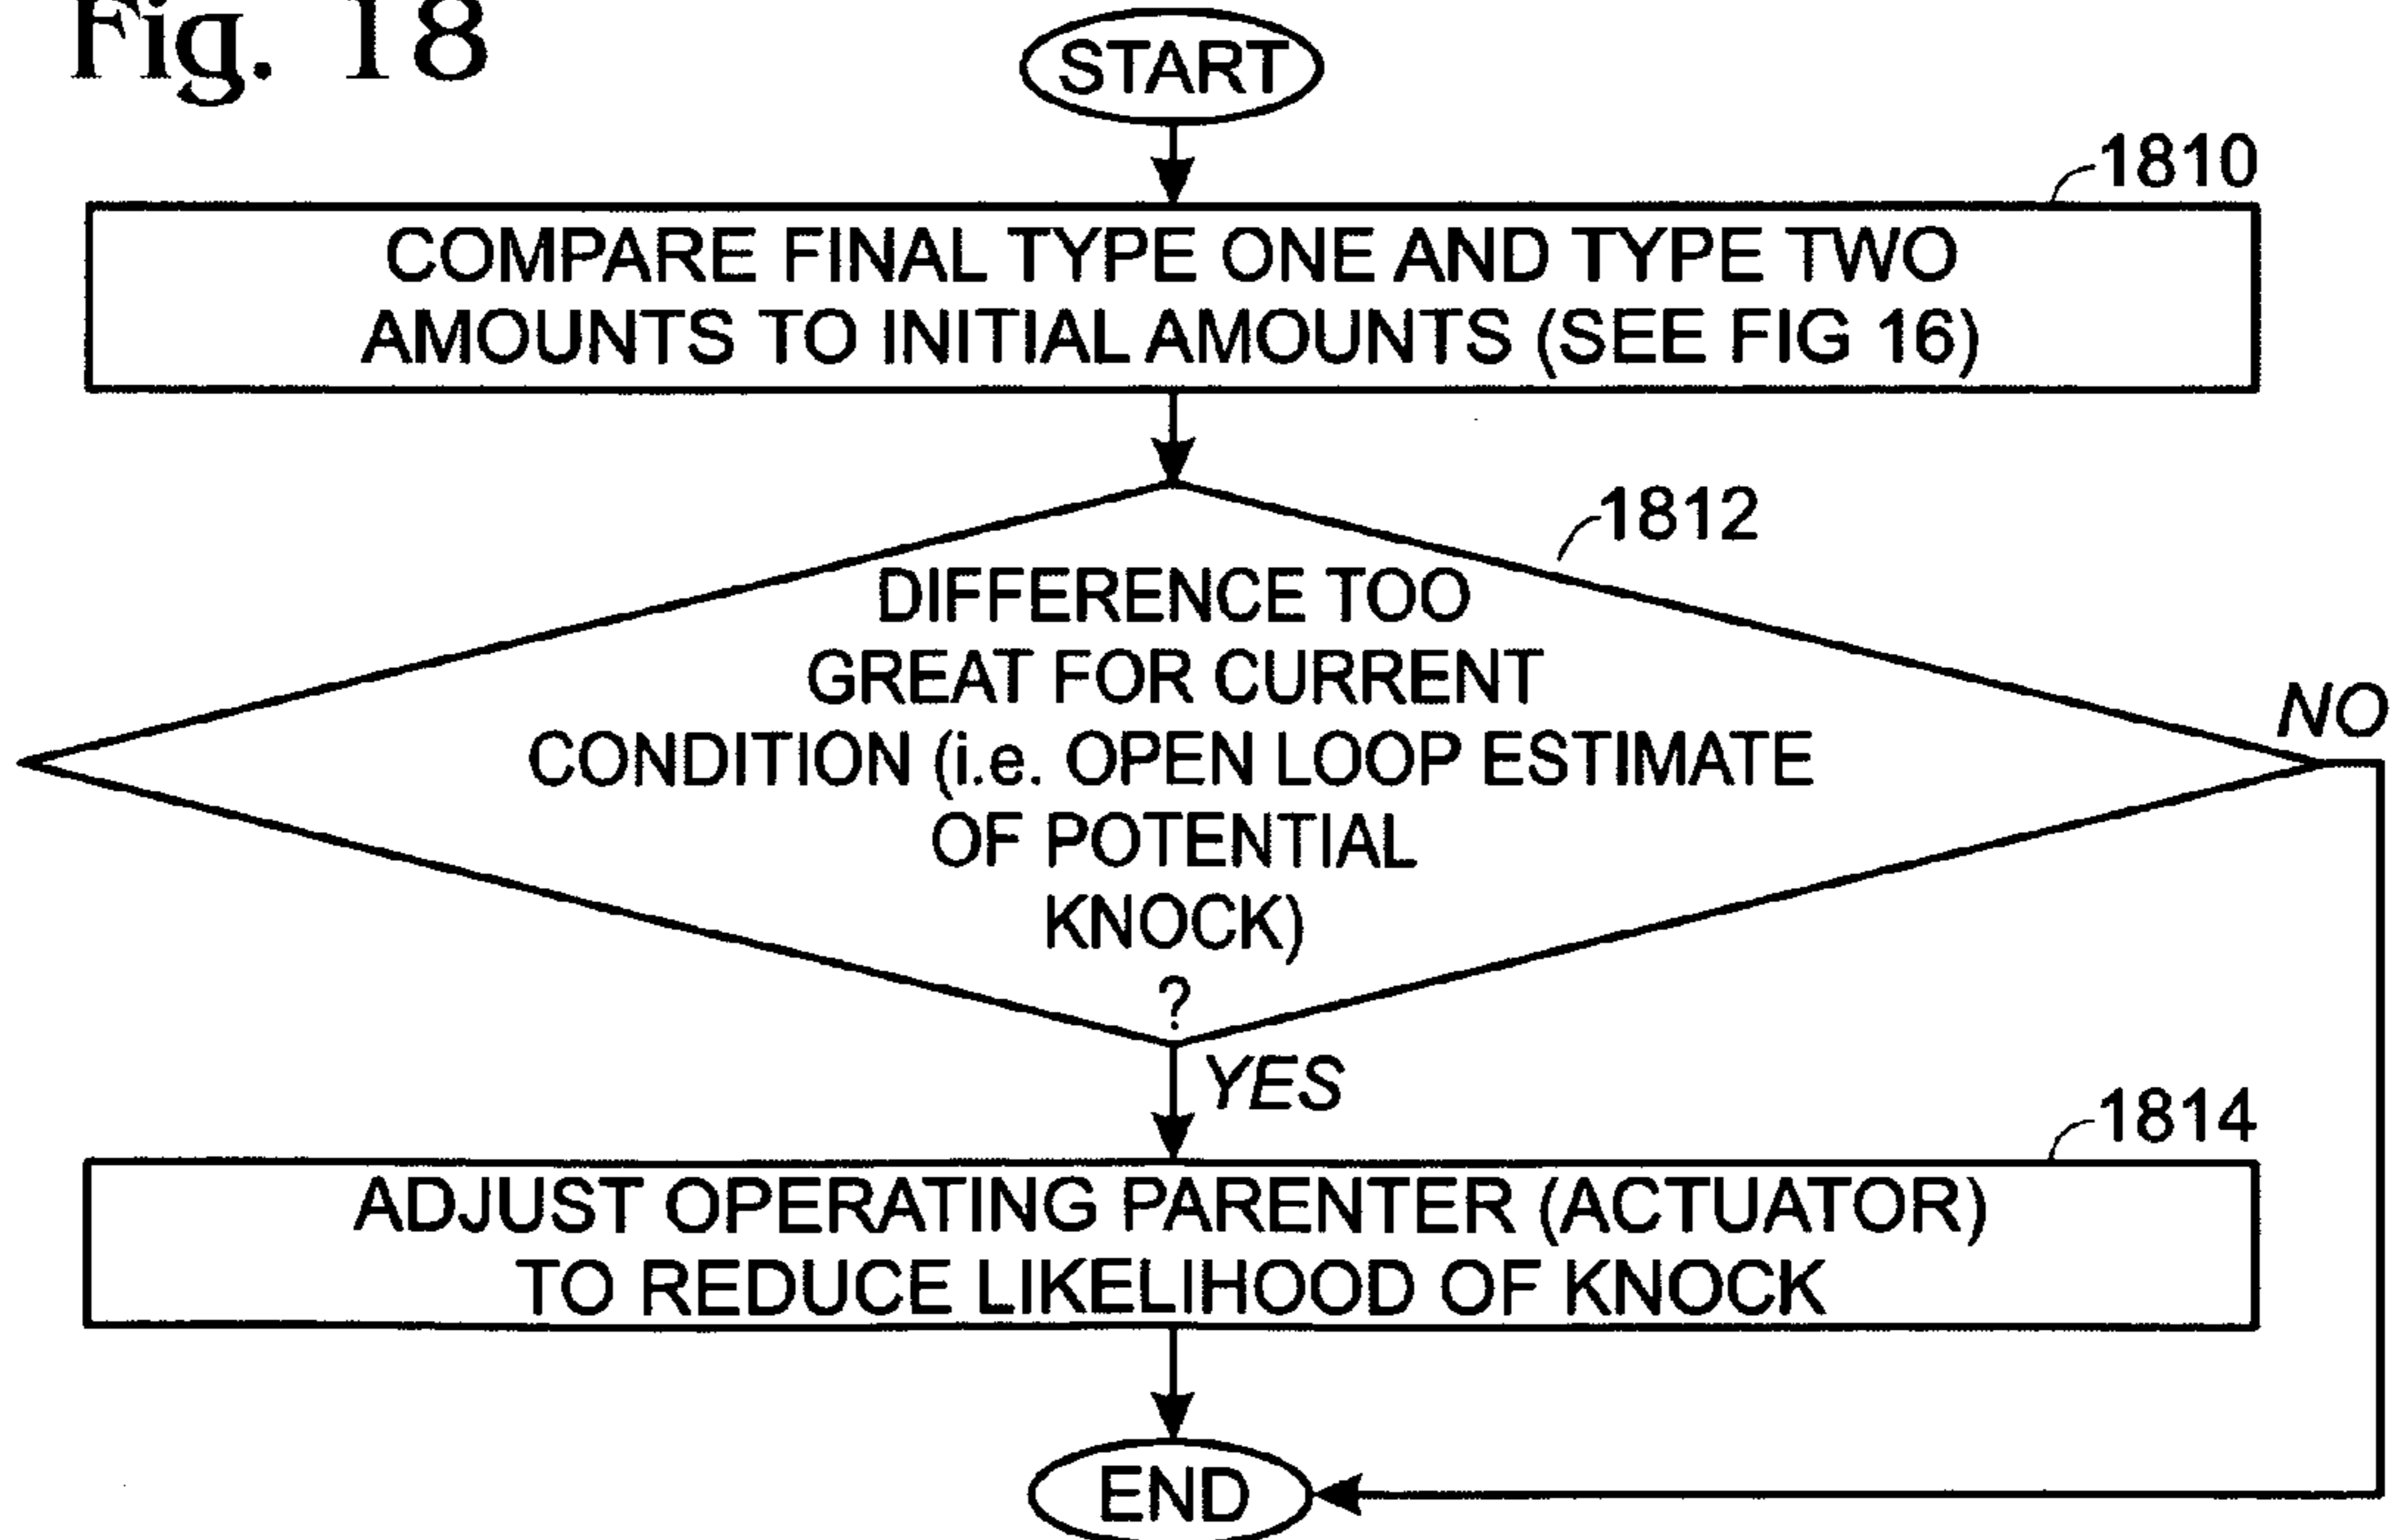 Fig. 18
START
1810
COMPARE FINAL TYPE ONE AND TYPE TWO
AMOUNTS TO INITIAL AMOUNTS (SEE FIG 16)
1812
DIFFERENCE TOO
GREAT FOR CURRENT
CONDITION (i.e. OPEN LOOP ESTIMATE
OF POTENTIAL
KNOCK)
?
NO
YES
1814
ADJUST OPERATING PARENTER (ACTUATOR)
TO REDUCE LIKELIHOOD OF KNOCK
END